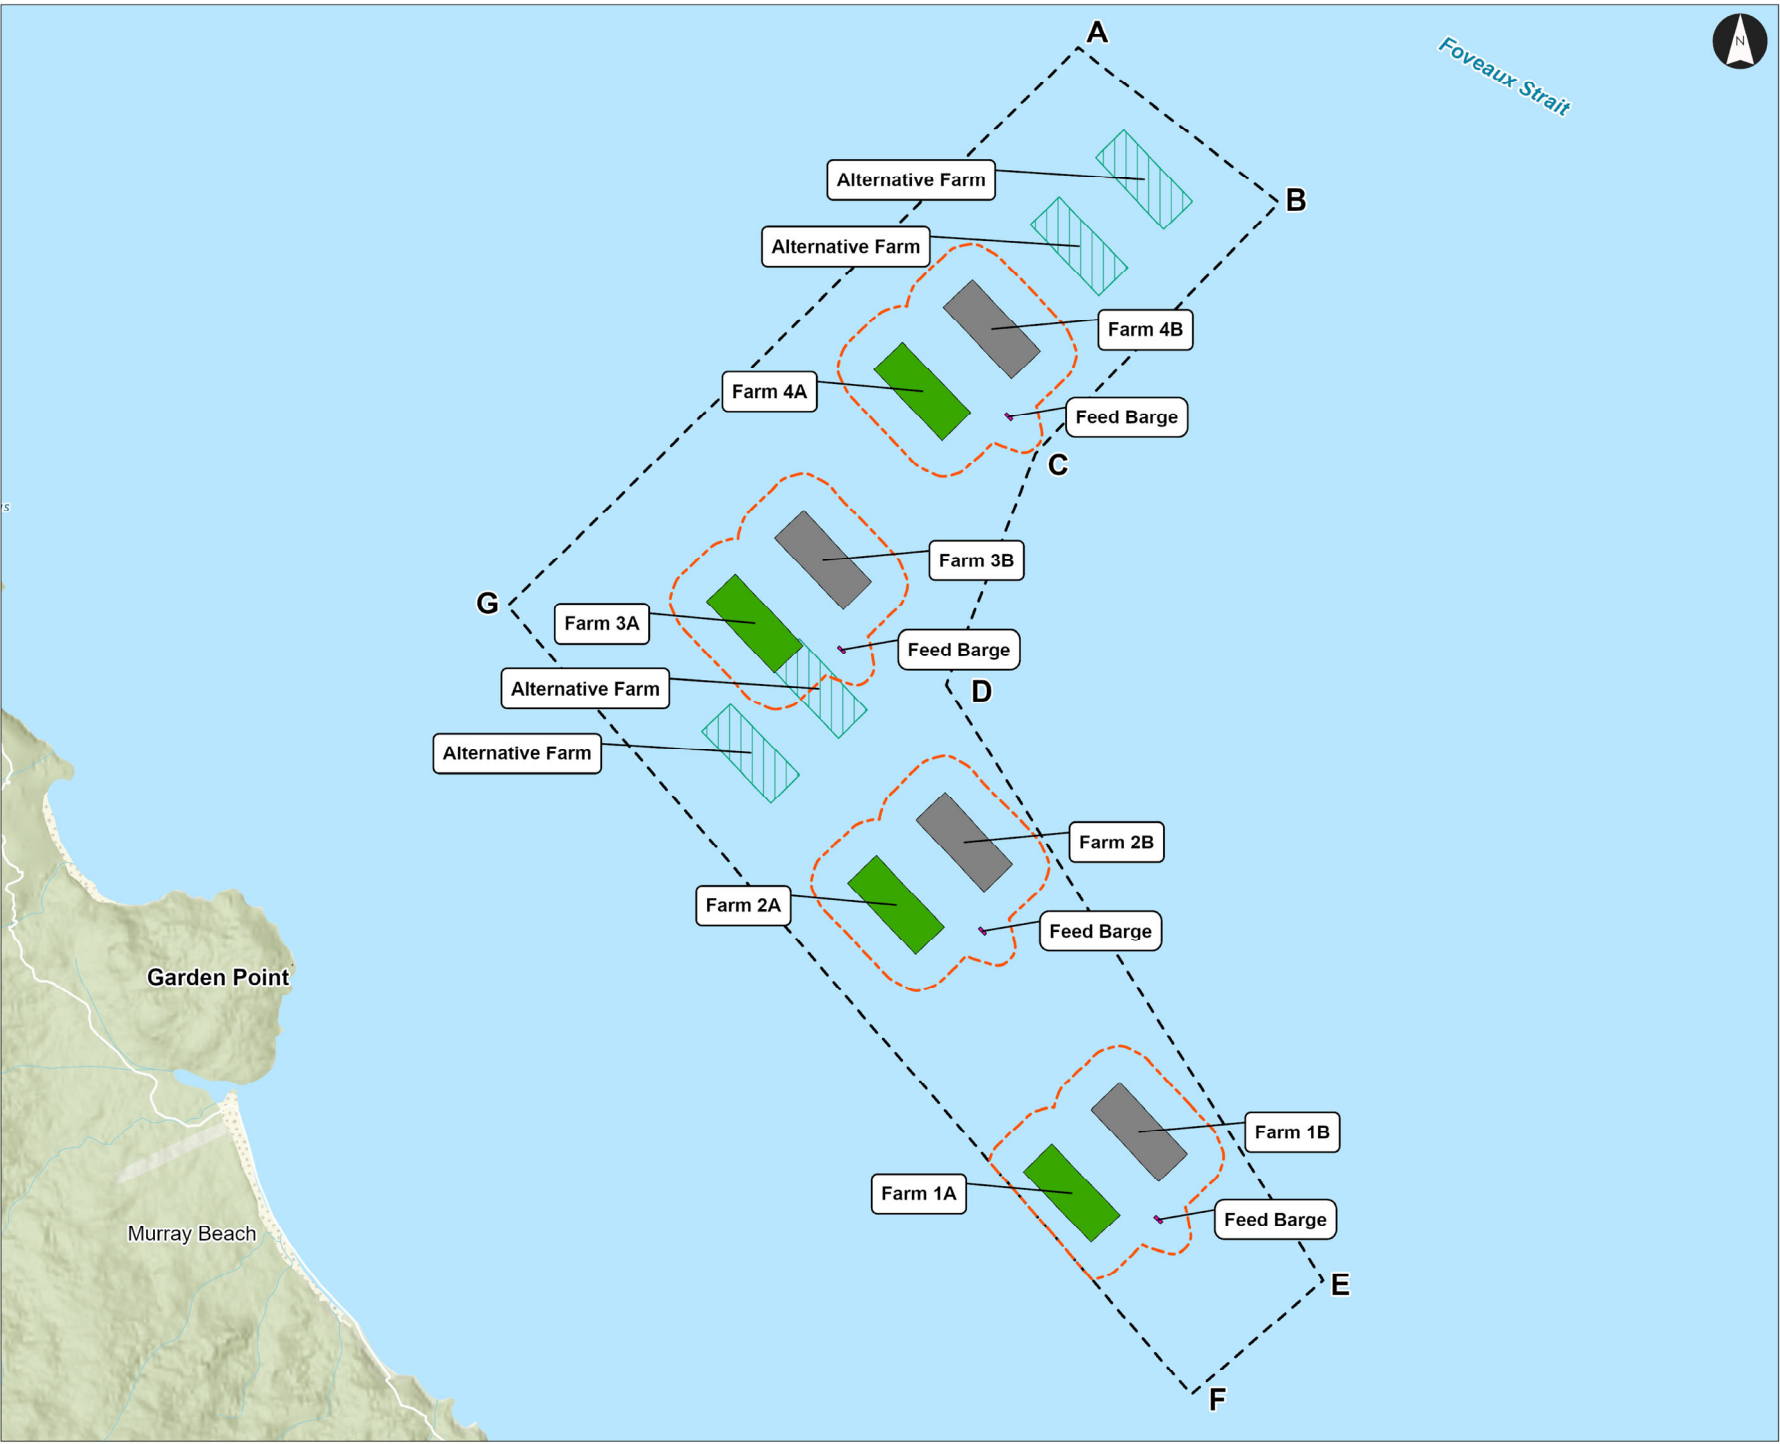 A
N
Foveaux Strait
Alternative Farm
B
Alternative Farm
Farm 4B
Farm 4A
Feed Barge
C
Farm 3B
G
Farm 3A
Feed Barge
Alternative Farm
D
Alternative Farm
Farm 2B
Farm 2A
Feed Barge
Garden Point
Farm 1B
Farm 1A
Feed Barge
Murray Beach
E
F